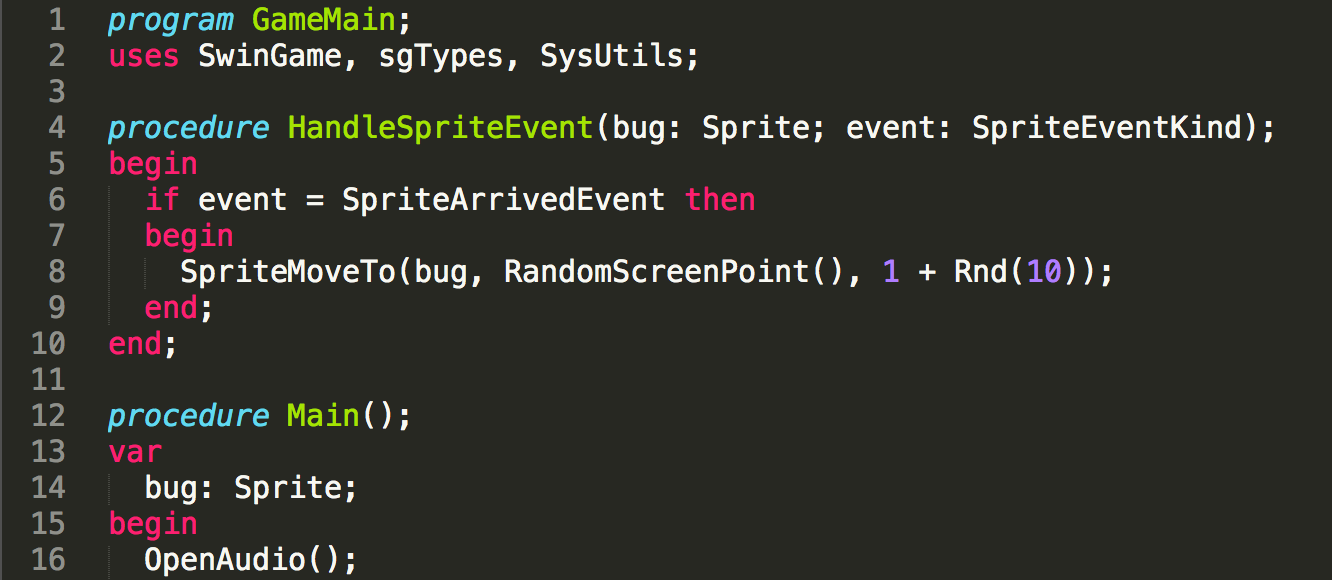 1 program GameMain;
2 uses SwinGame, sgTypes, SysUtils;
3
4 procedure HandleSpriteEvent(bug: Sprite; event: SpriteEventKind);
5 begin
6   if event = SpriteArrivedEvent then
7   begin
8     SpriteMoveTo(bug, RandomScreenPoint(), 1 + Rnd(10));
9   end;
10 end;
11
12 procedure Main();
13 var
14   bug: Sprite;
15 begin
16   OpenAudio();